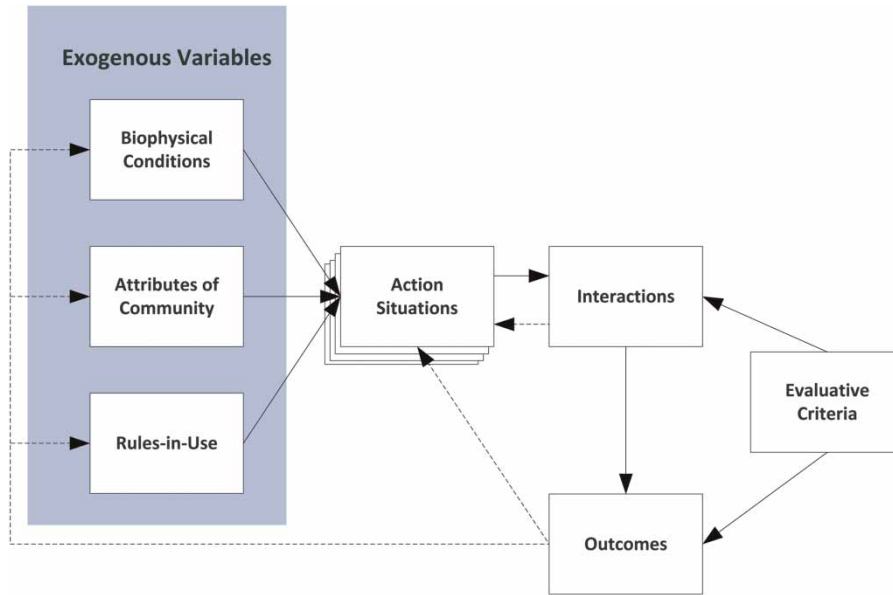 Exogenous Variables
Biophysical
Conditions
Attributes of
Community
Rules-in-Use
Action
Situations
Interactions
Evaluative
Criteria
Outcomes